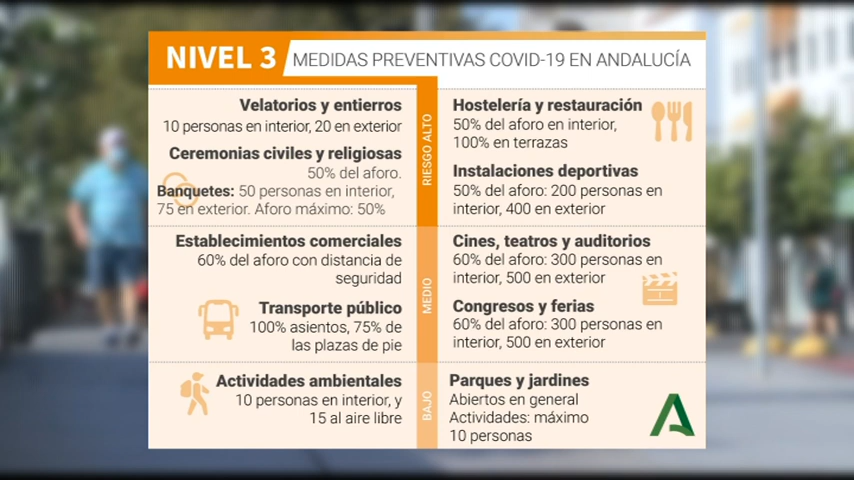 NIVEL 3
MEDIDAS PREVENTIVAS COVID-19 EN ANDALUCÍA
RIESGO ALTO
Velatorios y entierros
10 personas en interior, 20 en exterior
Ceremonias civiles y religiosas
50% del aforo.
Banquetes: 50 personas en interior,
75 en exterior. Aforo máximo: 50%
Hostelería y restauración
50% del aforo en interior,
100% en terrazas
Instalaciones deportivas
50% del aforo: 200 personas en
interior, 400 en exterior
MEDIO
Establecimientos comerciales
60% del aforo con distancia de
seguridad
Transporte público
100% asientos, 75% de
las plazas de pie
Cines, teatros y auditorios
60% del aforo: 300 personas en
interior, 500 en exterior
Congresos y ferias
60% del aforo: 300 personas en
interior, 500 en exterior
BAJO
Actividades ambientales
10 personas en interior, y
15 al aire libre
Parques y jardines
Abiertos en general
Actividades: máximo
10 personas